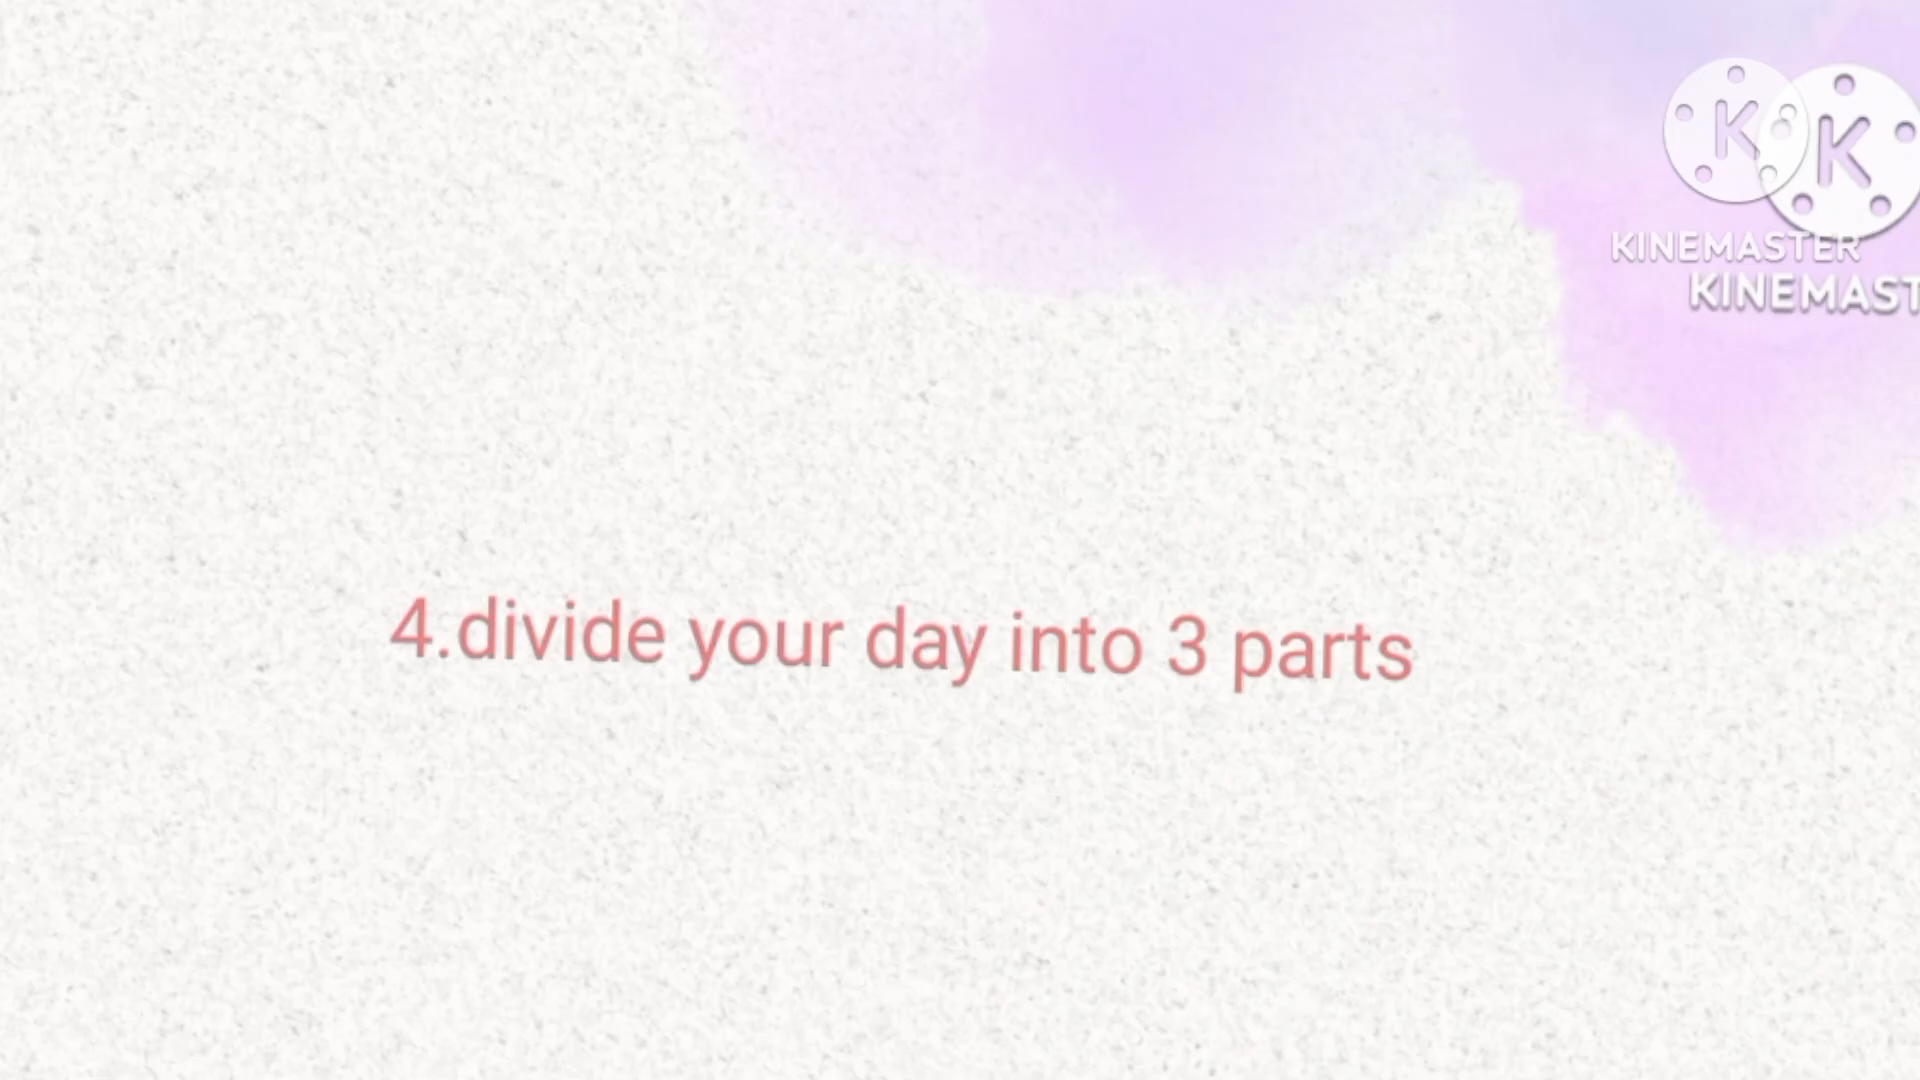 K
K
KINEMASTER
KINEMAST
4.divide your day into 3 parts